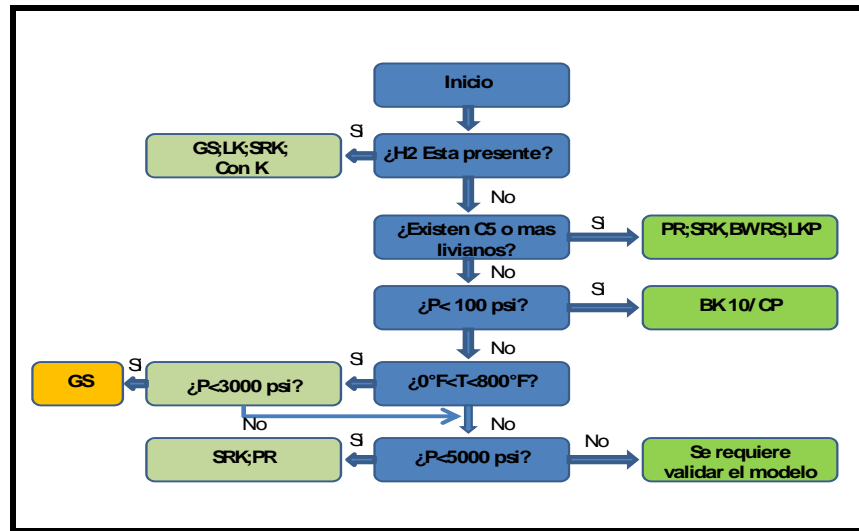 Inicio
Si
GS;LK;SRK;
Con K
¿H2 Esta presente?
No
¿Existen C5 o mas
livianos?
Si
PR;SRK,BWRS;LKP
No
¿P< 100 psi?
Si
BK 10/ CP
No
GS
Si
¿P<3000 psi?
Si
¿0°F<T<800°F?
No
No
SRK;PR
Si
¿P<5000 psi?
No
Se requiere
validar el modelo